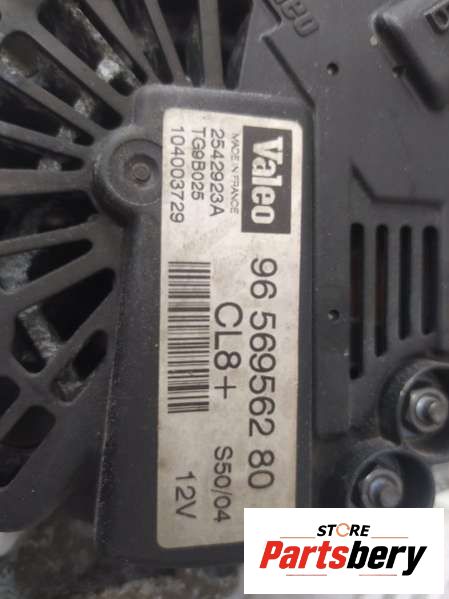 Valeo
MADE IN FRANCE
2542923A
TG9B025
104003729
96 569562 80
CL8+
S50/04
12V
STORE
Partsbery